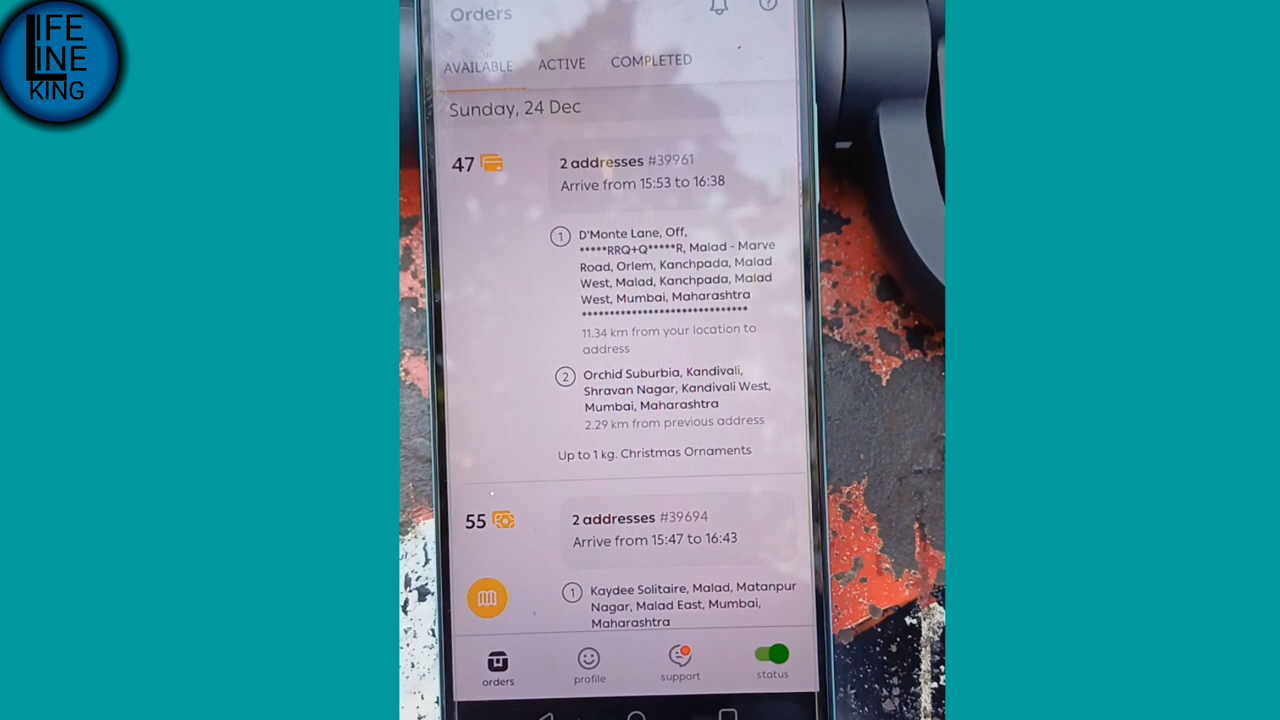 LIFE
LINE
KING
Orders
AVAILABLE ACTIVE COMPLETED
Sunday, 24 Dec
47
2 addresses #39961
Arrive from 15:53 to 16:38
1
D'Monte Lane, Off,
*****RRQ+Q*****R, Malad - Marve
Road, Orlem, Kanchpada, Malad
West, Malad, Kanchpada, Malad
West, Mumbai, Maharashtra
******************************
11.34 km from your location to
address
2
Orchid Suburbia, Kandivali,
Shravan Nagar, Kandivali West,
Mumbai, Maharashtra
2.29 km from previous address
Up to 1 kg. Christmas Ornaments
55
2 addresses #39694
Arrive from 15:47 to 16:43
1
Kaydee Solitaire, Malad, Matanpur
Nagar, Malad East, Mumbai,
Maharashtra
orders profile support status